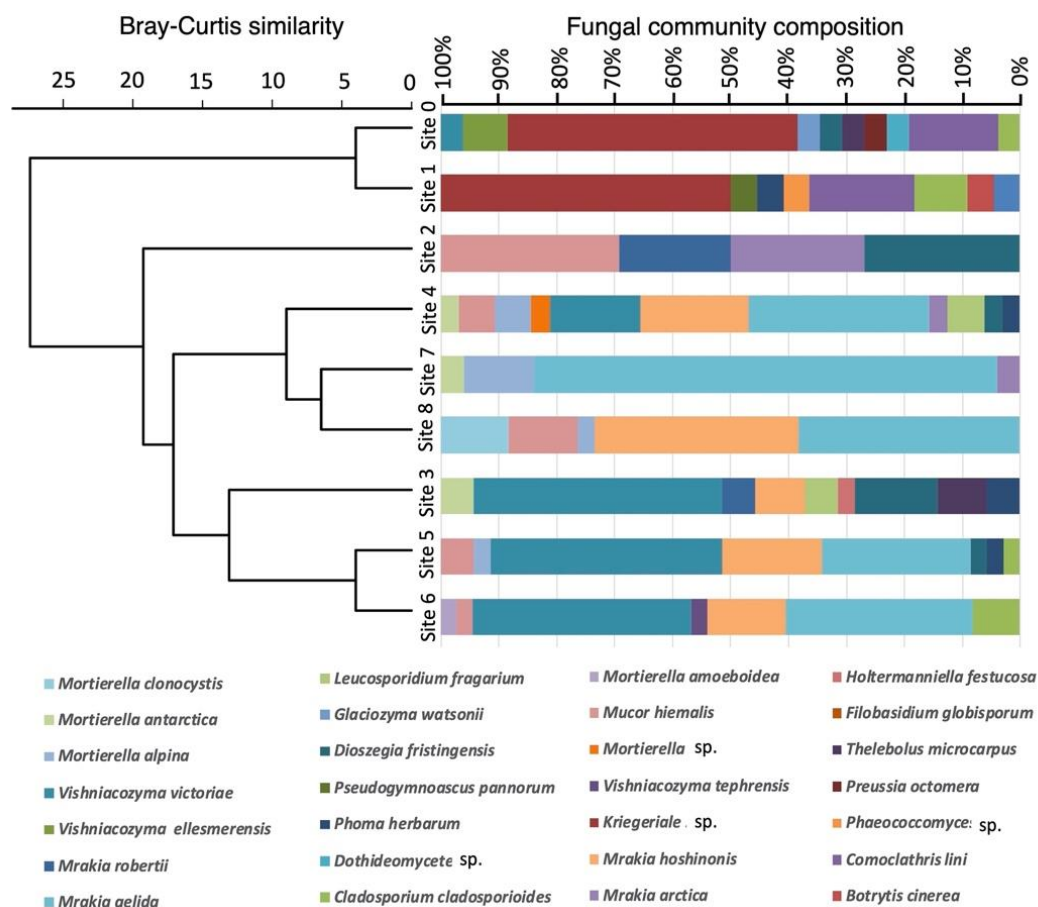 Bray-Curtis similarity
Fungal community composition
25 20 15 10 5 0
100% 90% 80% 70% 60% 50% 40% 30% 20% 10% 0%
Site 0
Site 1
Site 2
Site 4
Site 7
Site 8
Site 3
Site 5
Site 6
Mortierella clonocystis
Mortierella antarctica
Mortierella alpina
Vishniacozyma victoriae
Vishniacozyma ellesmerensis
Mrakia robertii
Mrakia gelida
Leucosporidium fragarium
Glaciozyma watsonii
Dioszegia fristingensis
Pseudogymnoascus pannorum
Phoma herbarum
Dothideomycete sp.
Cladosporium cladosporioides
Mortierella amoeboidea
Mucor hiemalis
Mortierella sp.
Vishniacozyma tephrensis
Kriegeriale sp.
Mrakia hoshinonis
Mrakia arctica
Holtermanniella festucosa
Filobasidium globisporum
Thelebolus microcarpus
Preussia octomera
Phaeococcomyces sp.
Comoclathris lini
Botrytis cinerea